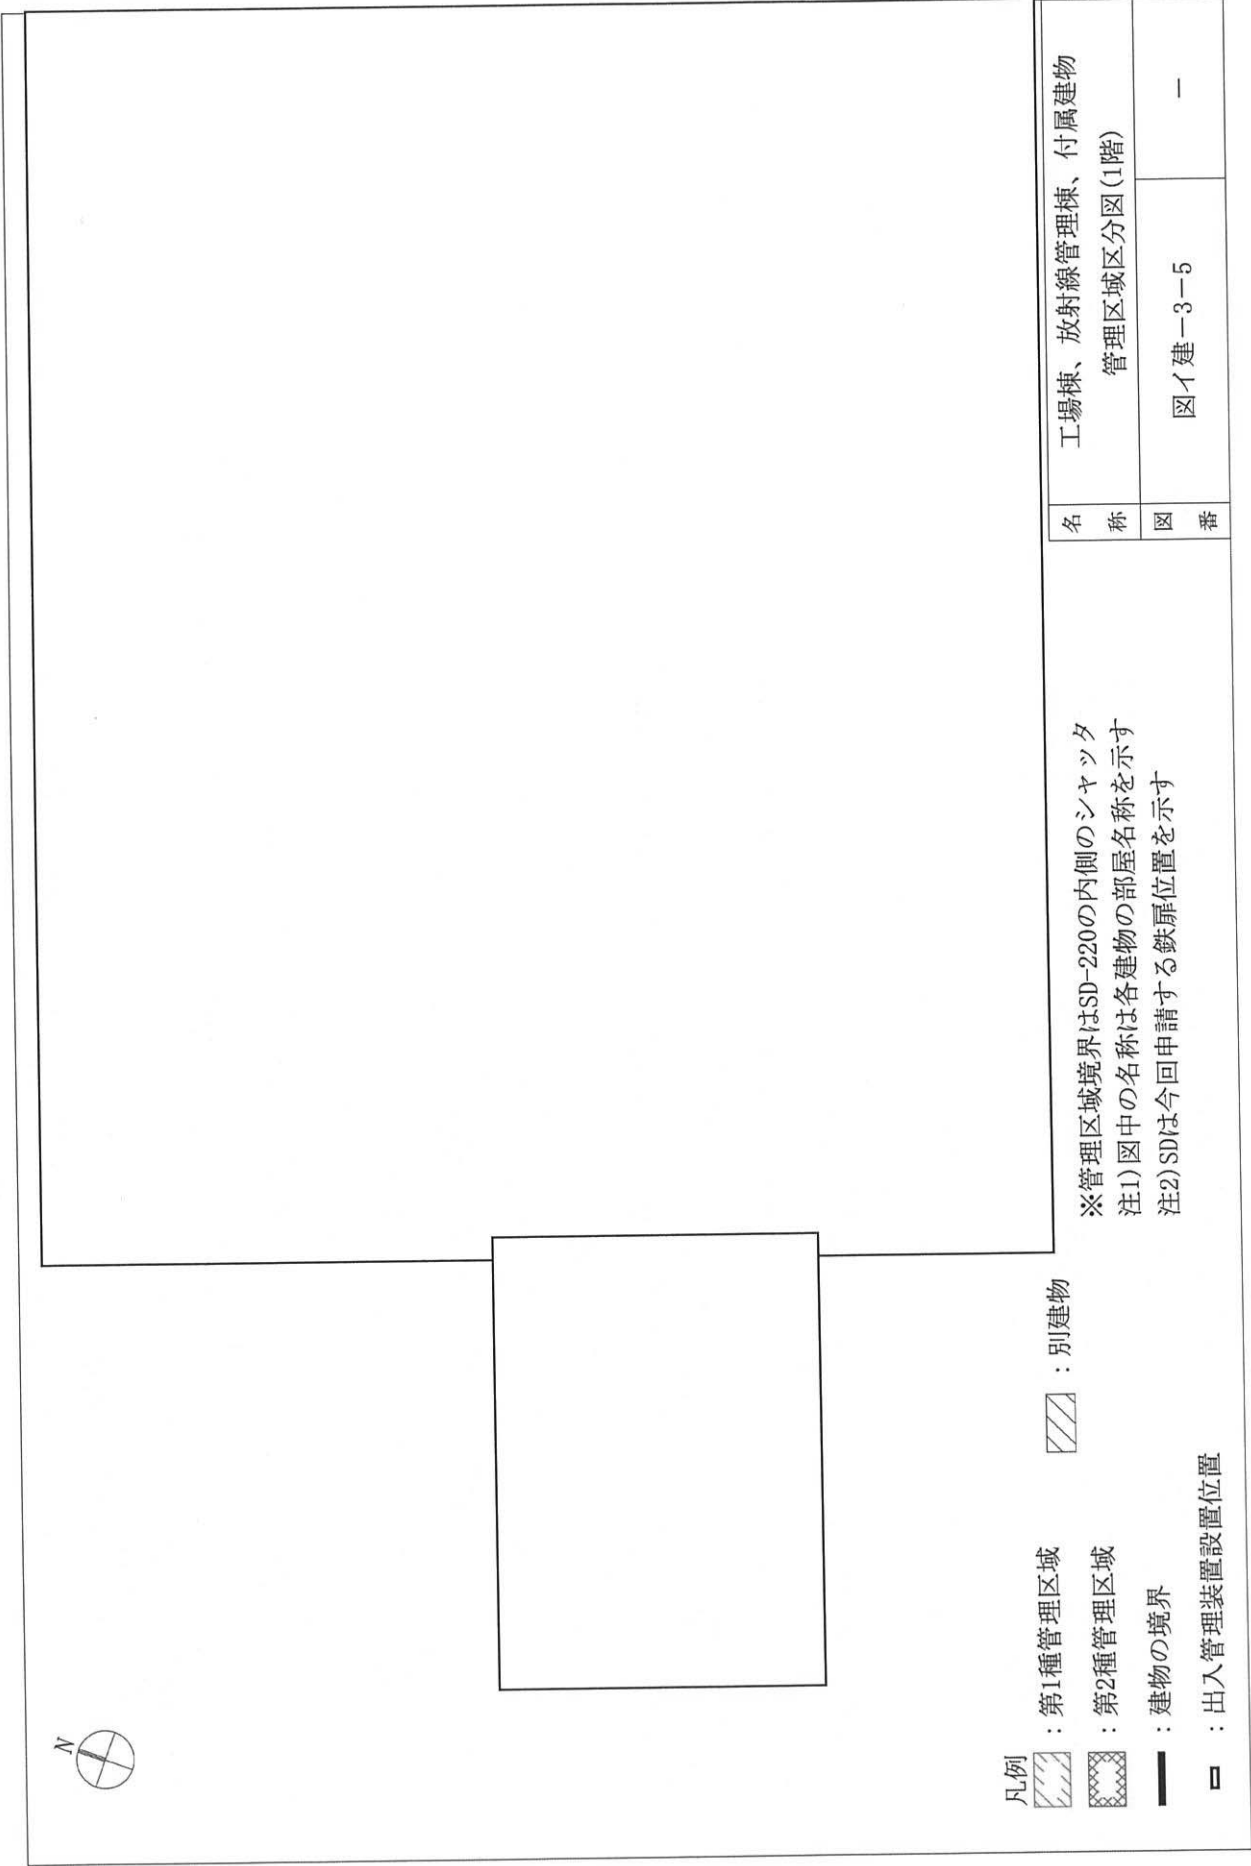 N
凡例
：第1種管理区域
：第2種管理区域
：建物の境界
：出入管理装置設置位置
：別建物
※管理区域境界はSD-220の内側のシャッタ
注1)図中の名称は各建物の部屋名称を示す
注2)SDは今回申請する鉄扉位置を示す
名称
工場棟、放射線管理棟、付属建物
管理区域区分図(1階)
図番
図イ建－3－5
－